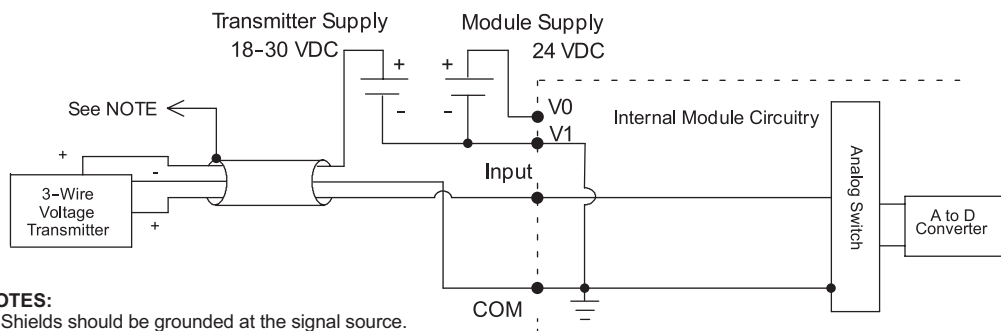 Transmitter Supply
18-30 VDC
Module Supply
24 VDC
+
-
+
-
See NOTE
V0
V1
Internal Module Circuitry
Input
+
-
+
3-Wire
Voltage
Transmitter
Analog Switch
A to D
Converter
COM
OTES:
Shields should be grounded at the signal source.